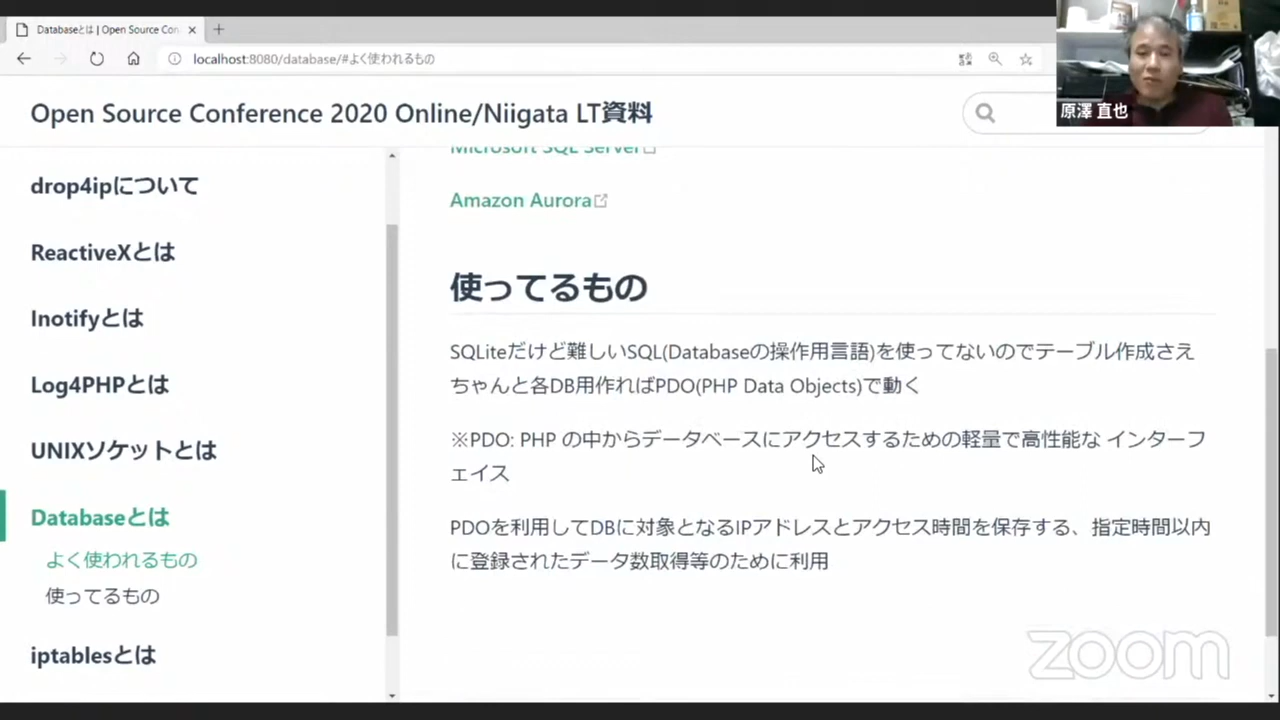 Databaseとは | Open Source Con
localhost:8080/database/#よく使われるもの
原澤 直也
Open Source Conference 2020 Online/Niigata LT資料
drop4ipについて
ReactiveXとは
Inotifyとは
Log4PHPとは
UNIXソケットとは
Databaseとは
よく使われるもの
使ってるもの
iptablesとは
Microsoft SQL Server
Amazon Aurora
使ってるもの
SQLiteだけど難しいSQL(Databaseの操作用言語)を使ってないのでテーブル作成さえ
ちゃんと各DB用作ればPDO(PHP Data Objects)で動く
※PDO: PHP の中からデータベースにアクセスするための軽量で高性能な インターフ
ェイス
PDOを利用してDBに対象となるIPアドレスとアクセス時間を保存する、指定時間以内
に登録されたデータ数取得等のために利用
zoom